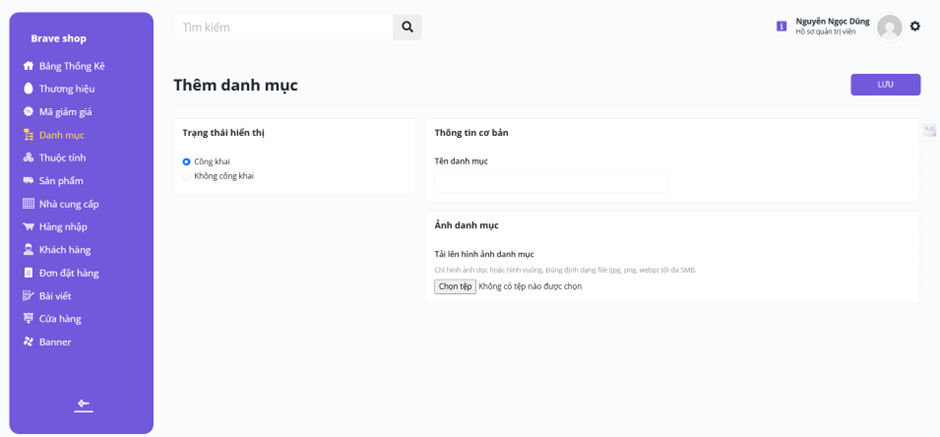 Brave shop
Bảng Thống Kê
Thương hiệu
Mã giảm giá
Danh mục
Thuộc tính
Sản phẩm
Nhà cung cấp
Hàng nhập
Khách hàng
Đơn đặt hàng
Bài viết
Cửa hàng
Banner
Tìm kiếm
Nguyễn Ngọc Dũng
Hồ sơ quản trị viên
Thêm danh mục
LƯU
Trạng thái hiển thị
Công khai
Không công khai
Thông tin cơ bản
Tên danh mục
Ảnh danh mục
Tải lên hình ảnh danh mục
Chỉ hình ảnh dọc hoặc hình vuông. Đúng định dạng file (jpg, png, webp) tối đa 5MB.
Chọn tệp Không có tệp nào được chọn